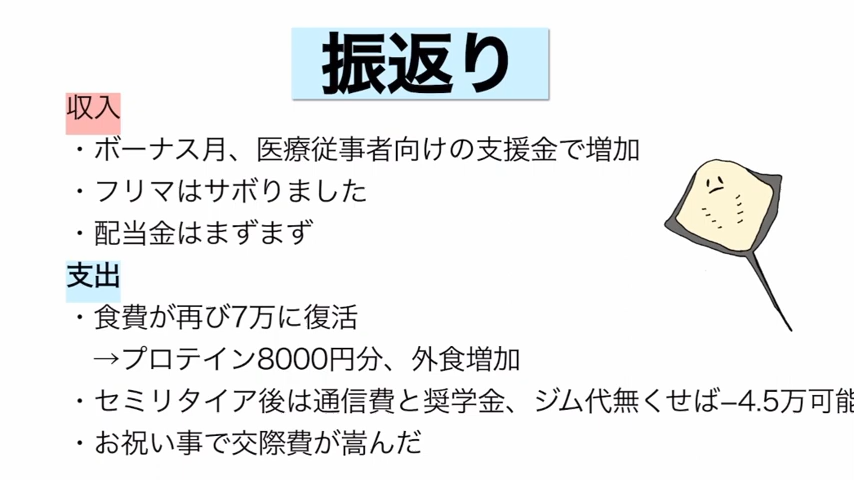 振返り
収入
・ボーナス月、医療従事者向けの支援金で増加
・フリマはサボりました
・配当金はまずまず
支出
・食費が再び7万に復活
→プロテイン8000円分、外食増加
・セミリタイア後は通信費と奨学金、ジム代無くせば−4.5万可能
・お祝い事で交際費が嵩んだ